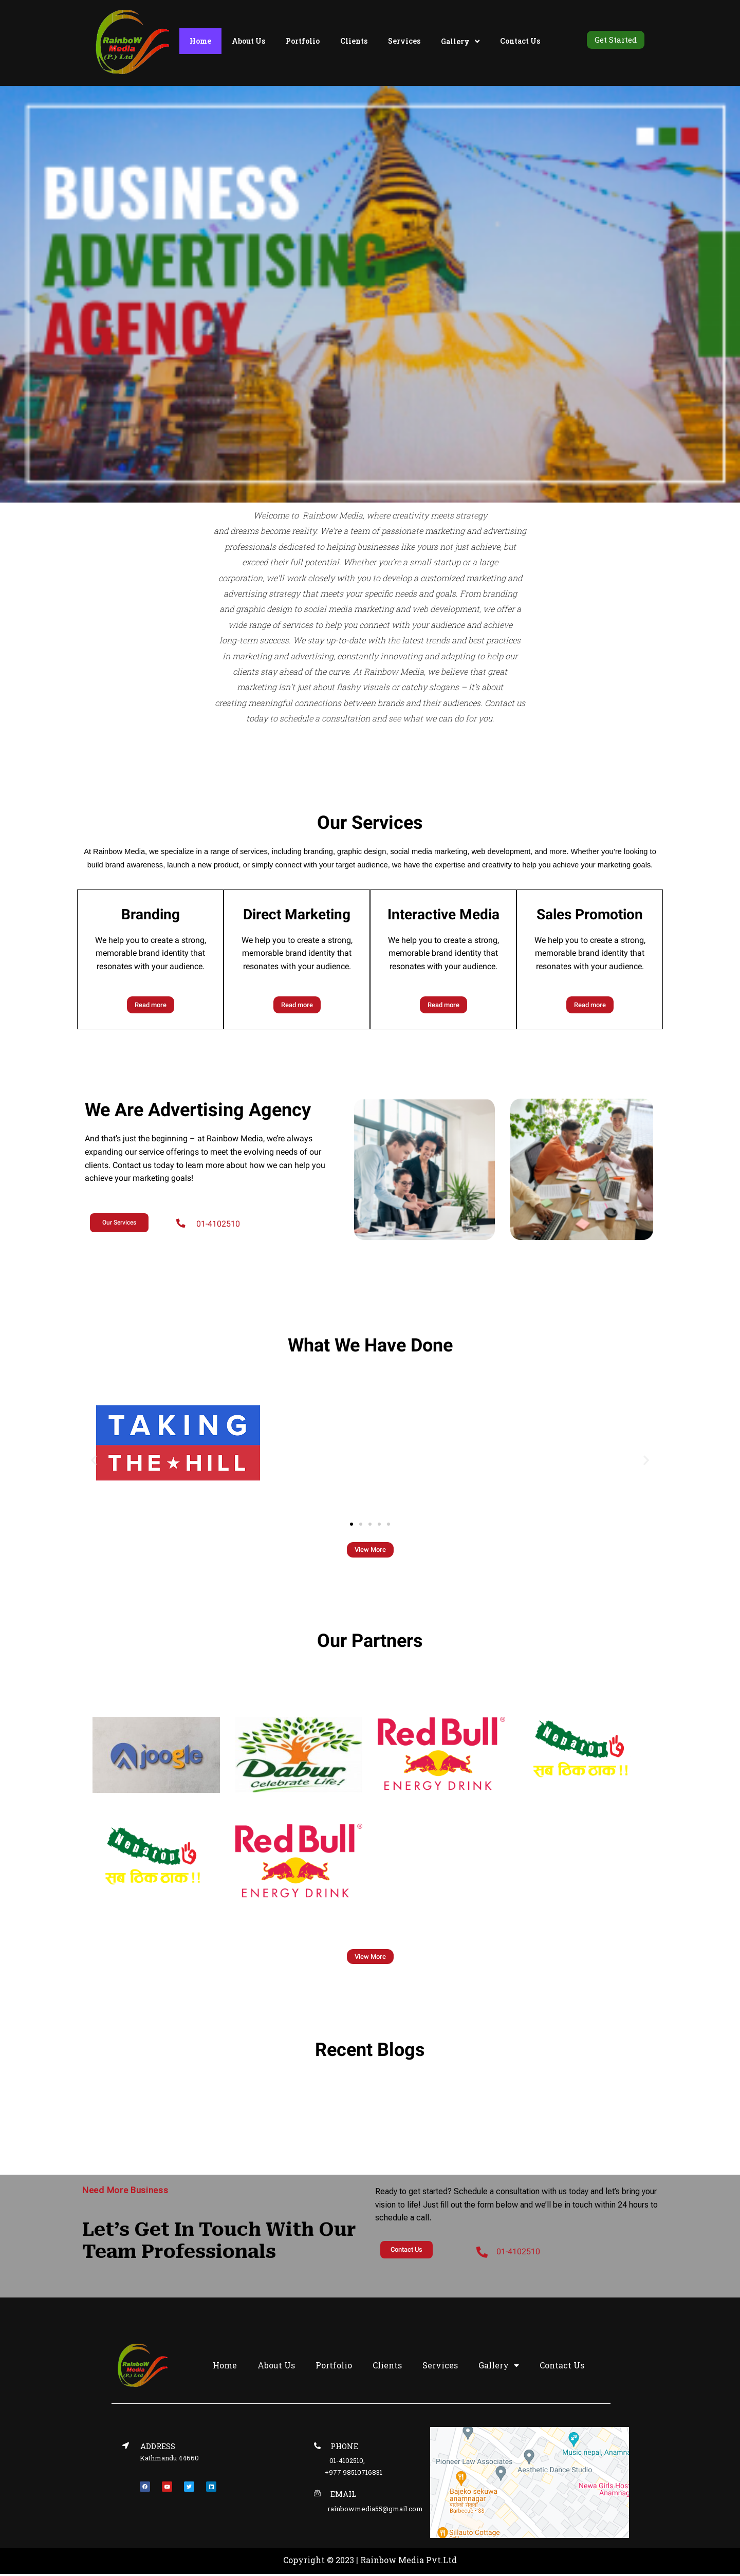 RainboW
Media
(P.) Ltd
Home
About Us
Portfolio
Clients
Services
Gallery
Contact Us
Get Started
BUSINESS
ADVERTISING
AGENCY
Welcome to Rainbow Media, where creativity meets strategy
and dreams become reality. We're a team of passionate marketing and advertising
professionals dedicated to helping businesses like yours not just achieve, but
exceed their full potential. Whether you're a small startup or a large
corporation, we'll work closely with you to develop a customized marketing and
advertising strategy that meets your specific needs and goals. From branding
and graphic design to social media marketing and web development, we offer a
wide range of services to help you connect with your audience and achieve
long-term success. We stay up-to-date with the latest trends and best practices
in marketing and advertising, constantly innovating and adapting to help our
clients stay ahead of the curve. At Rainbow Media, we believe that great
marketing isn't just about flashy visuals or catchy slogans – it's about
creating meaningful connections between brands and their audiences. Contact us
today to schedule a consultation and see what we can do for you.
Our Services
At Rainbow Media, we specialize in a range of services, including branding, graphic design, social media marketing, web development, and more. Whether you're looking to
build brand awareness, launch a new product, or simply connect with your target audience, we have the expertise and creativity to help you achieve your marketing goals.
Branding
We help you to create a strong,
memorable brand identity that
resonates with your audience.
Read more
Direct Marketing
We help you to create a strong,
memorable brand identity that
resonates with your audience.
Read more
Interactive Media
We help you to create a strong,
memorable brand identity that
resonates with your audience.
Read more
Sales Promotion
We help you to create a strong,
memorable brand identity that
resonates with your audience.
Read more
We Are Advertising Agency
And that's just the beginning – at Rainbow Media, we're always
expanding our service offerings to meet the evolving needs of our
clients. Contact us today to learn more about how we can help you
achieve your marketing goals!
Our Services
01-4102510
What We Have Done
TAKING
THE★HILL
View More
Our Partners
joogle
Dabur
Celebrate Life!
Red Bull®
ENERGY DRINK
Nepatop
सब ठिक ठाक !!
Nepatop
सब ठिक ठाक !!
Red Bull®
ENERGY DRINK
View More
Recent Blogs
Need More Business
Let's Get In Touch With Our
Team Professionals
Ready to get started? Schedule a consultation with us today and let's bring your
vision to life! Just fill out the form below and we'll be in touch within 24 hours to
schedule a call.
Contact Us
01-4102510
RainboW
Media
(P.) Ltd
Home
About Us
Portfolio
Clients
Services
Gallery
Contact Us
ADDRESS
Kathmandu 44660
PHONE
01-4102510,
+977 98510716831
EMAIL
rainbowmedia55@gmail.com
Music nepal, Anamna
Pioneer Law Associates
Aesthetic Dance Studio
Newa Girls Host
Anamnag
Bajeko sekuwa
anamnagar
Barbecue • $$
Sillauto Cottage
Copyright © 2023 | Rainbow Media Pvt.Ltd